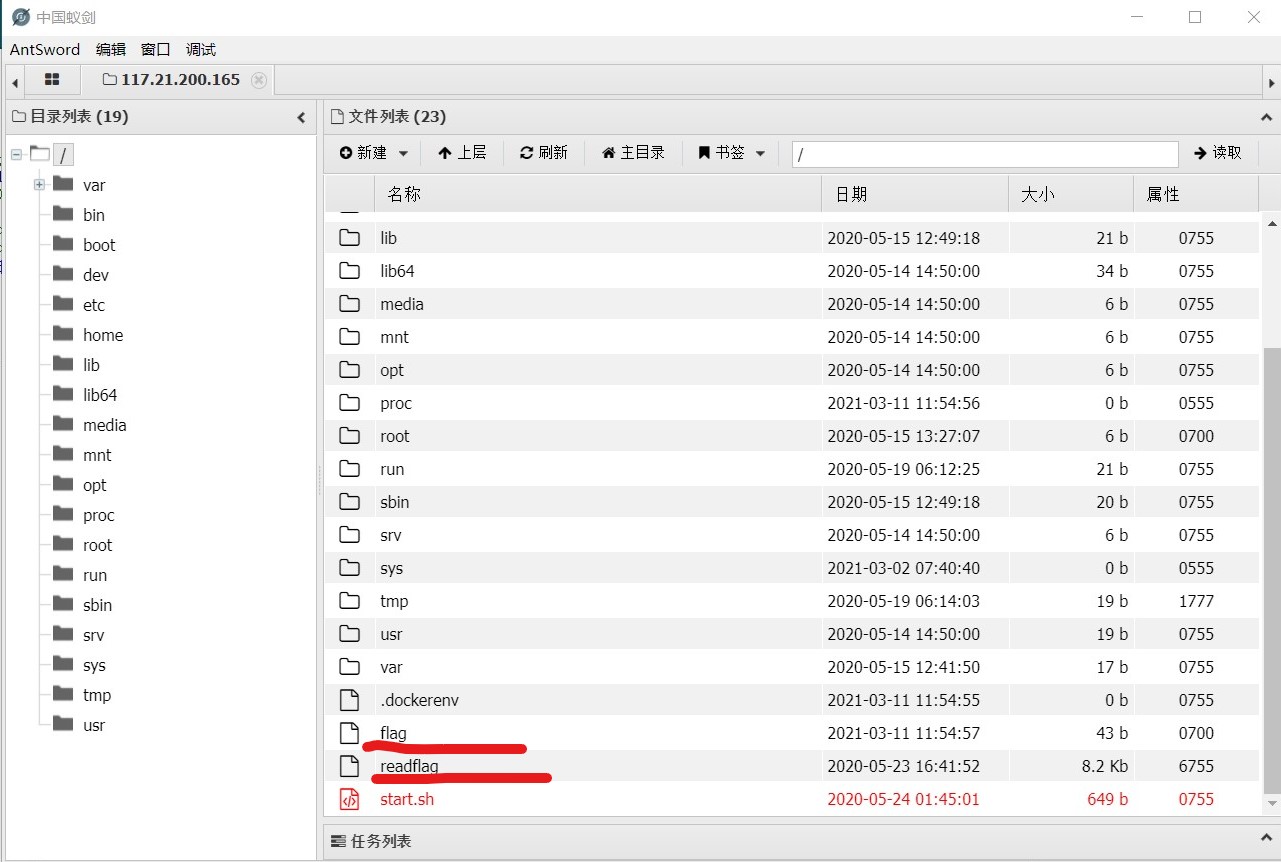 中国蚁剑
AntSword 编辑 窗口 调试
117.21.200.165
目录列表 (19)
/
var
bin
boot
dev
etc
home
lib
lib64
media
mnt
opt
proc
root
run
sbin
srv
sys
tmp
usr
文件列表 (23)
新建 上层 刷新 主目录 书签 / 读取
名称 日期 大小 属性
lib 2020-05-15 12:49:18 21 b 0755
lib64 2020-05-14 14:50:00 34 b 0755
media 2020-05-14 14:50:00 6 b 0755
mnt 2020-05-14 14:50:00 6 b 0755
opt 2020-05-14 14:50:00 6 b 0755
proc 2021-03-11 11:54:56 0 b 0555
root 2020-05-15 13:27:07 6 b 0700
run 2020-05-19 06:12:25 21 b 0755
sbin 2020-05-15 12:49:18 20 b 0755
srv 2020-05-14 14:50:00 6 b 0755
sys 2021-03-02 07:40:40 0 b 0555
tmp 2020-05-19 06:14:03 19 b 1777
usr 2020-05-14 14:50:00 19 b 0755
var 2020-05-15 12:41:50 17 b 0755
.dockerenv 2021-03-11 11:54:55 0 b 0755
flag 2021-03-11 11:54:57 43 b 0700
readflag 2020-05-23 16:41:52 8.2 Kb 6755
start.sh 2020-05-24 01:45:01 649 b 0755
任务列表